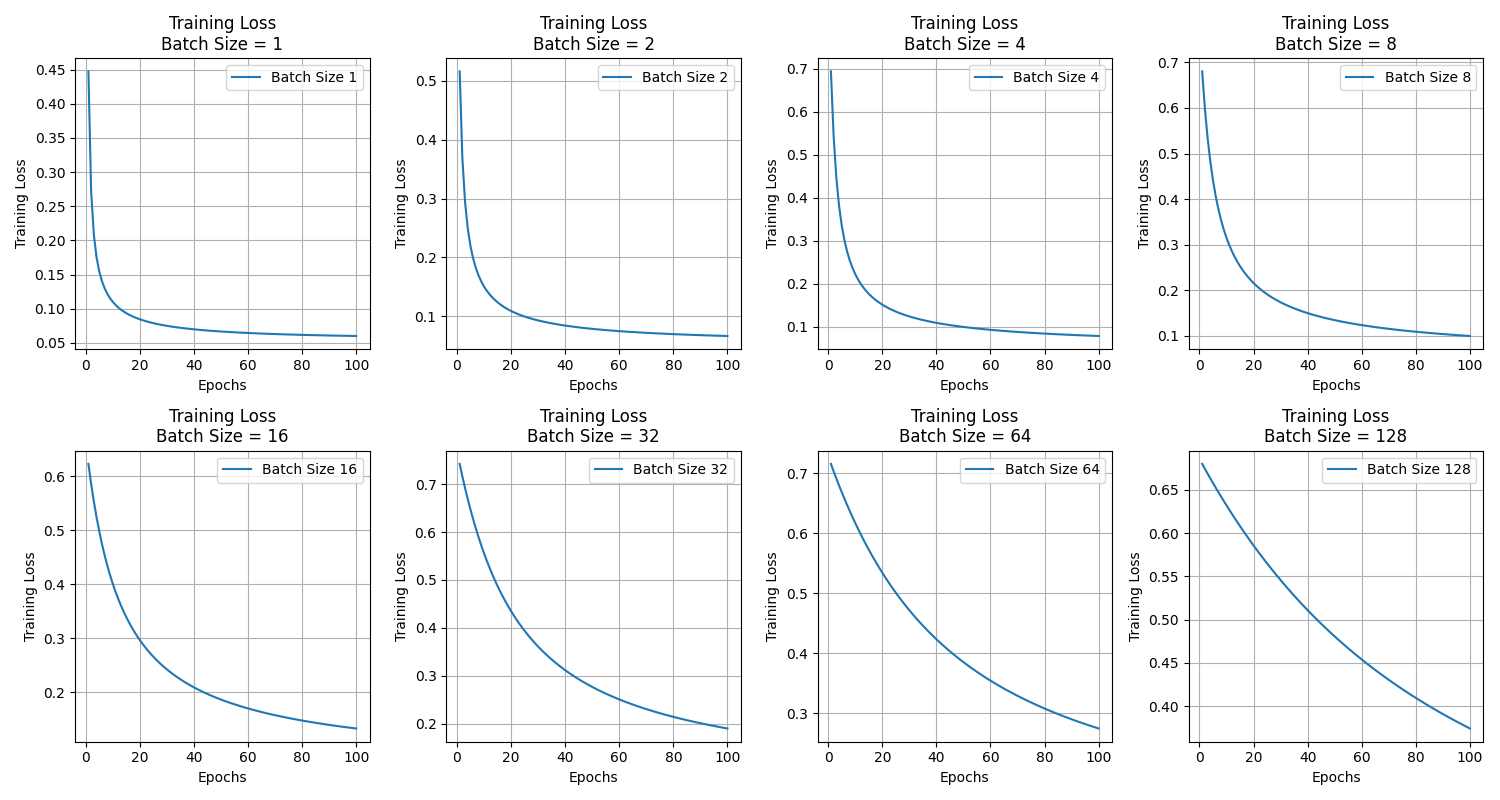 Training Loss
Batch Size = 1
Batch Size 1
0.45
0.40
0.35
0.30
0.25
0.20
0.15
0.10
0.05
Training Loss
0 20 40 60 80 100
Epochs
Training Loss
Batch Size = 2
Batch Size 2
0.5
0.4
0.3
0.2
0.1
Training Loss
0 20 40 60 80 100
Epochs
Training Loss
Batch Size = 4
Batch Size 4
0.7
0.6
0.5
0.4
0.3
0.2
0.1
Training Loss
0 20 40 60 80 100
Epochs
Training Loss
Batch Size = 8
Batch Size 8
0.7
0.6
0.5
0.4
0.3
0.2
0.1
Training Loss
0 20 40 60 80 100
Epochs
Training Loss
Batch Size = 16
Batch Size 16
0.6
0.5
0.4
0.3
0.2
Training Loss
0 20 40 60 80 100
Epochs
Training Loss
Batch Size = 32
Batch Size 32
0.7
0.6
0.5
0.4
0.3
0.2
Training Loss
0 20 40 60 80 100
Epochs
Training Loss
Batch Size = 64
Batch Size 64
0.7
0.6
0.5
0.4
0.3
Training Loss
0 20 40 60 80 100
Epochs
Training Loss
Batch Size = 128
Batch Size 128
0.65
0.60
0.55
0.50
0.45
0.40
Training Loss
0 20 40 60 80 100
Epochs